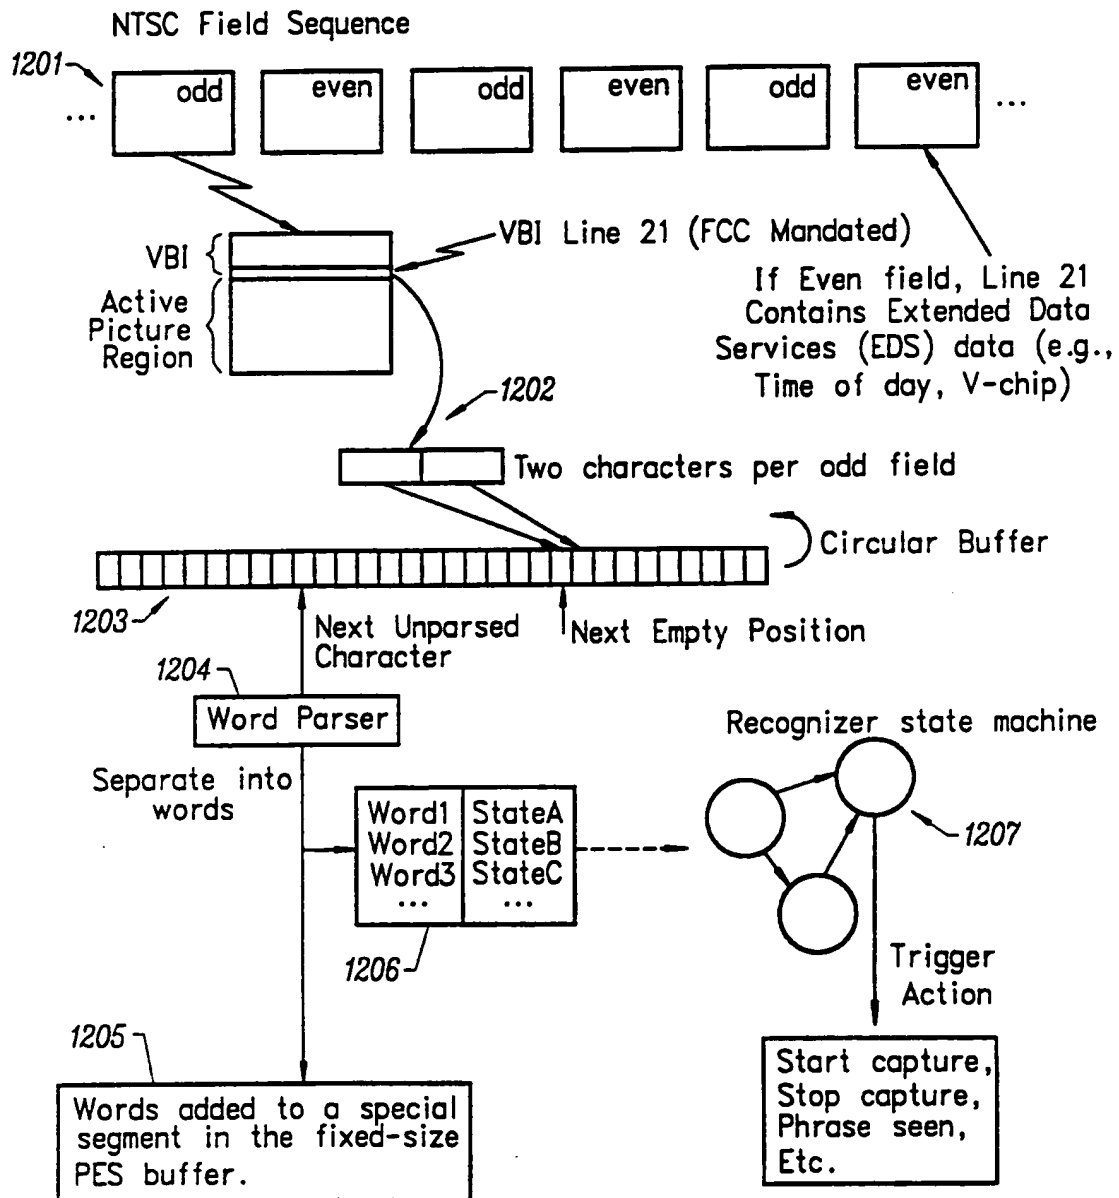 NTSC Field Sequence
1201
... odd even odd even odd even ...
VBI
VBI Line 21 (FCC Mandated)
Active
Picture
Region
If Even field, Line 21
Contains Extended Data
Services (EDS) data (e.g.,
Time of day, V-chip)
1202
Two characters per odd field
Circular Buffer
1203
Next Unparsed
Character
Next Empty Position
1204
Word Parser
Separate into
words
Word1 StateA
Word2 StateB
Word3 StateC
... ...
1206
Recognizer state machine
1207
Trigger
Action
Start capture,
Stop capture,
Phrase seen,
Etc.
1205
Words added to a special
segment in the fixed-size
PES buffer.